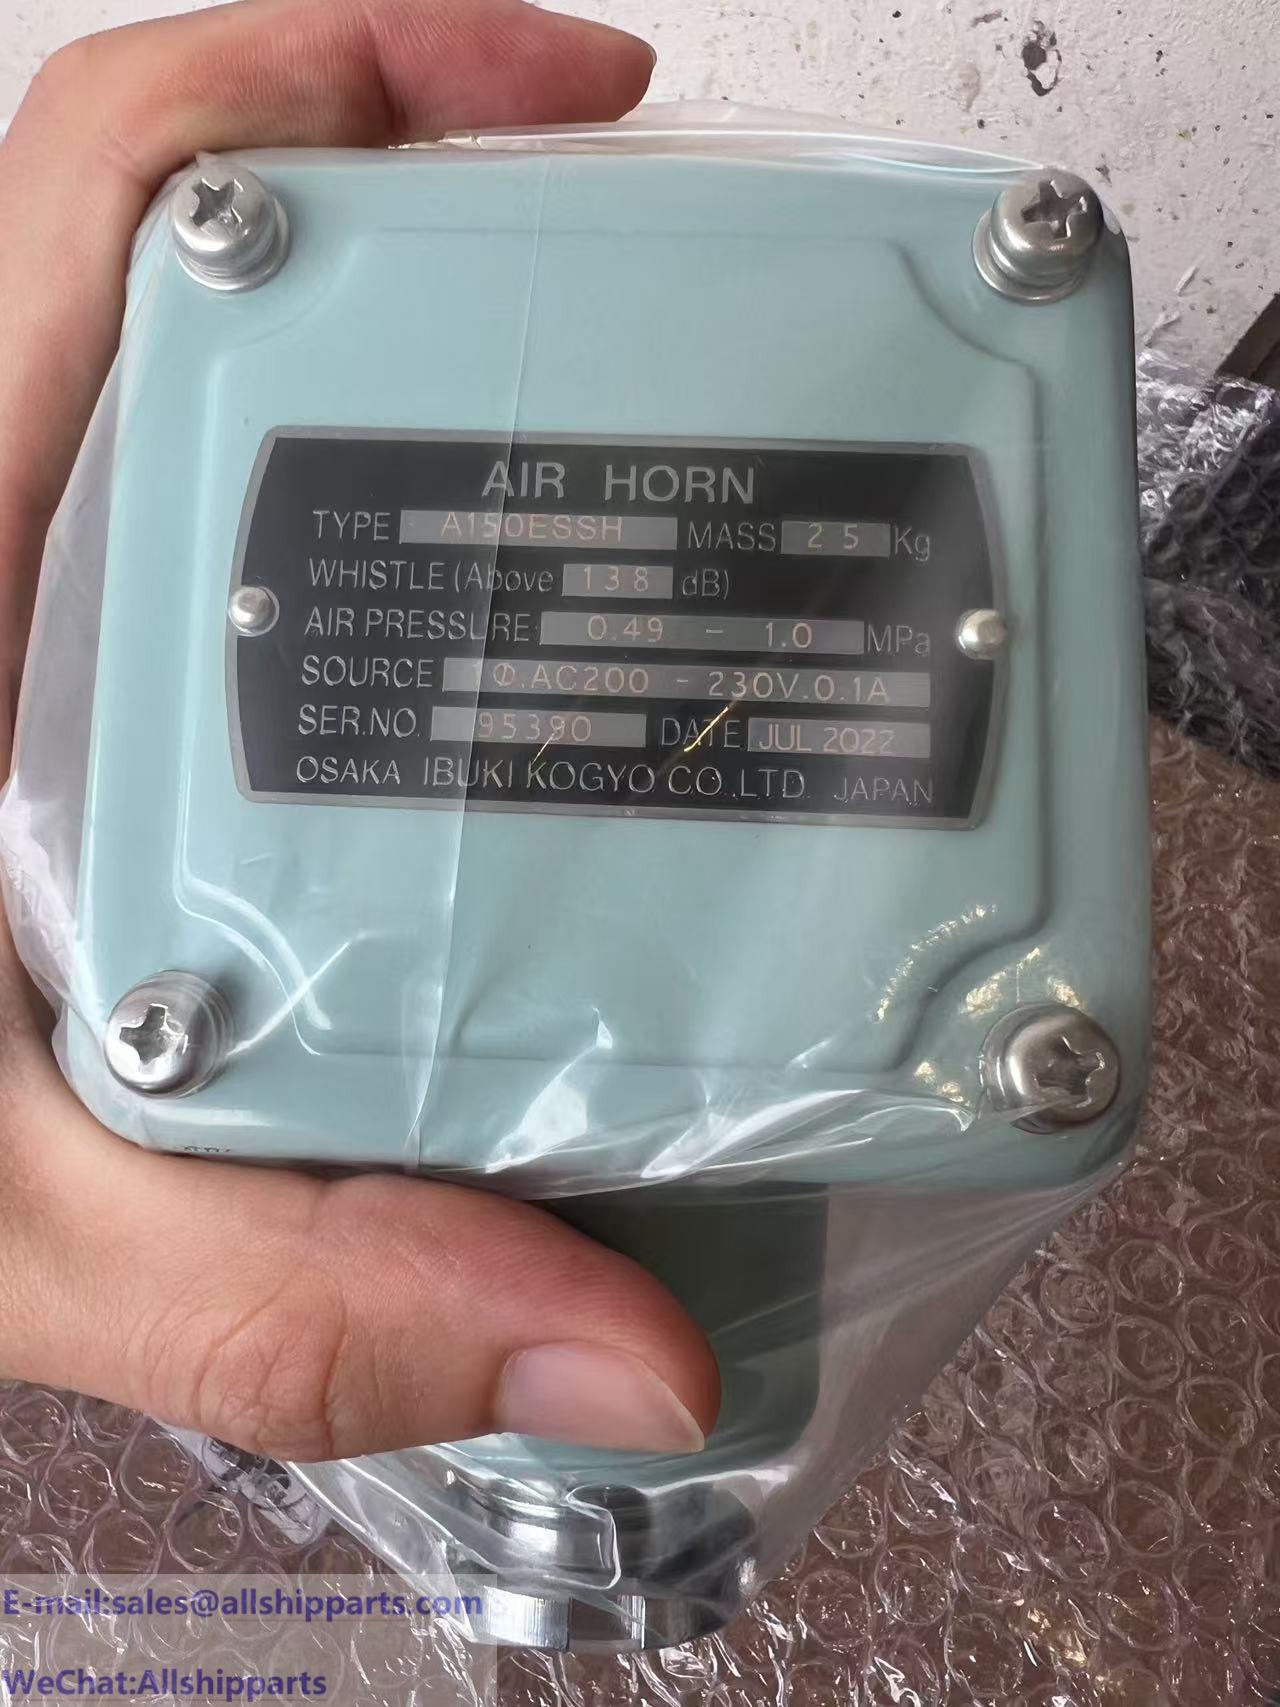 AIR HORN
TYPE A150ESSH MASS 25 Kg
WHISTLE (Above 138 dB)
AIR PRESSURE 0.49 - 1.0 MPa
SOURCE 1Φ.AC200 - 230V.0.1A
SER.NO. 95390 DATE JUL 2022
OSAKA IBUKI KOGYO CO.,LTD. JAPAN
E-mail:sales@allshipparts.com
WeChat:Allshipparts